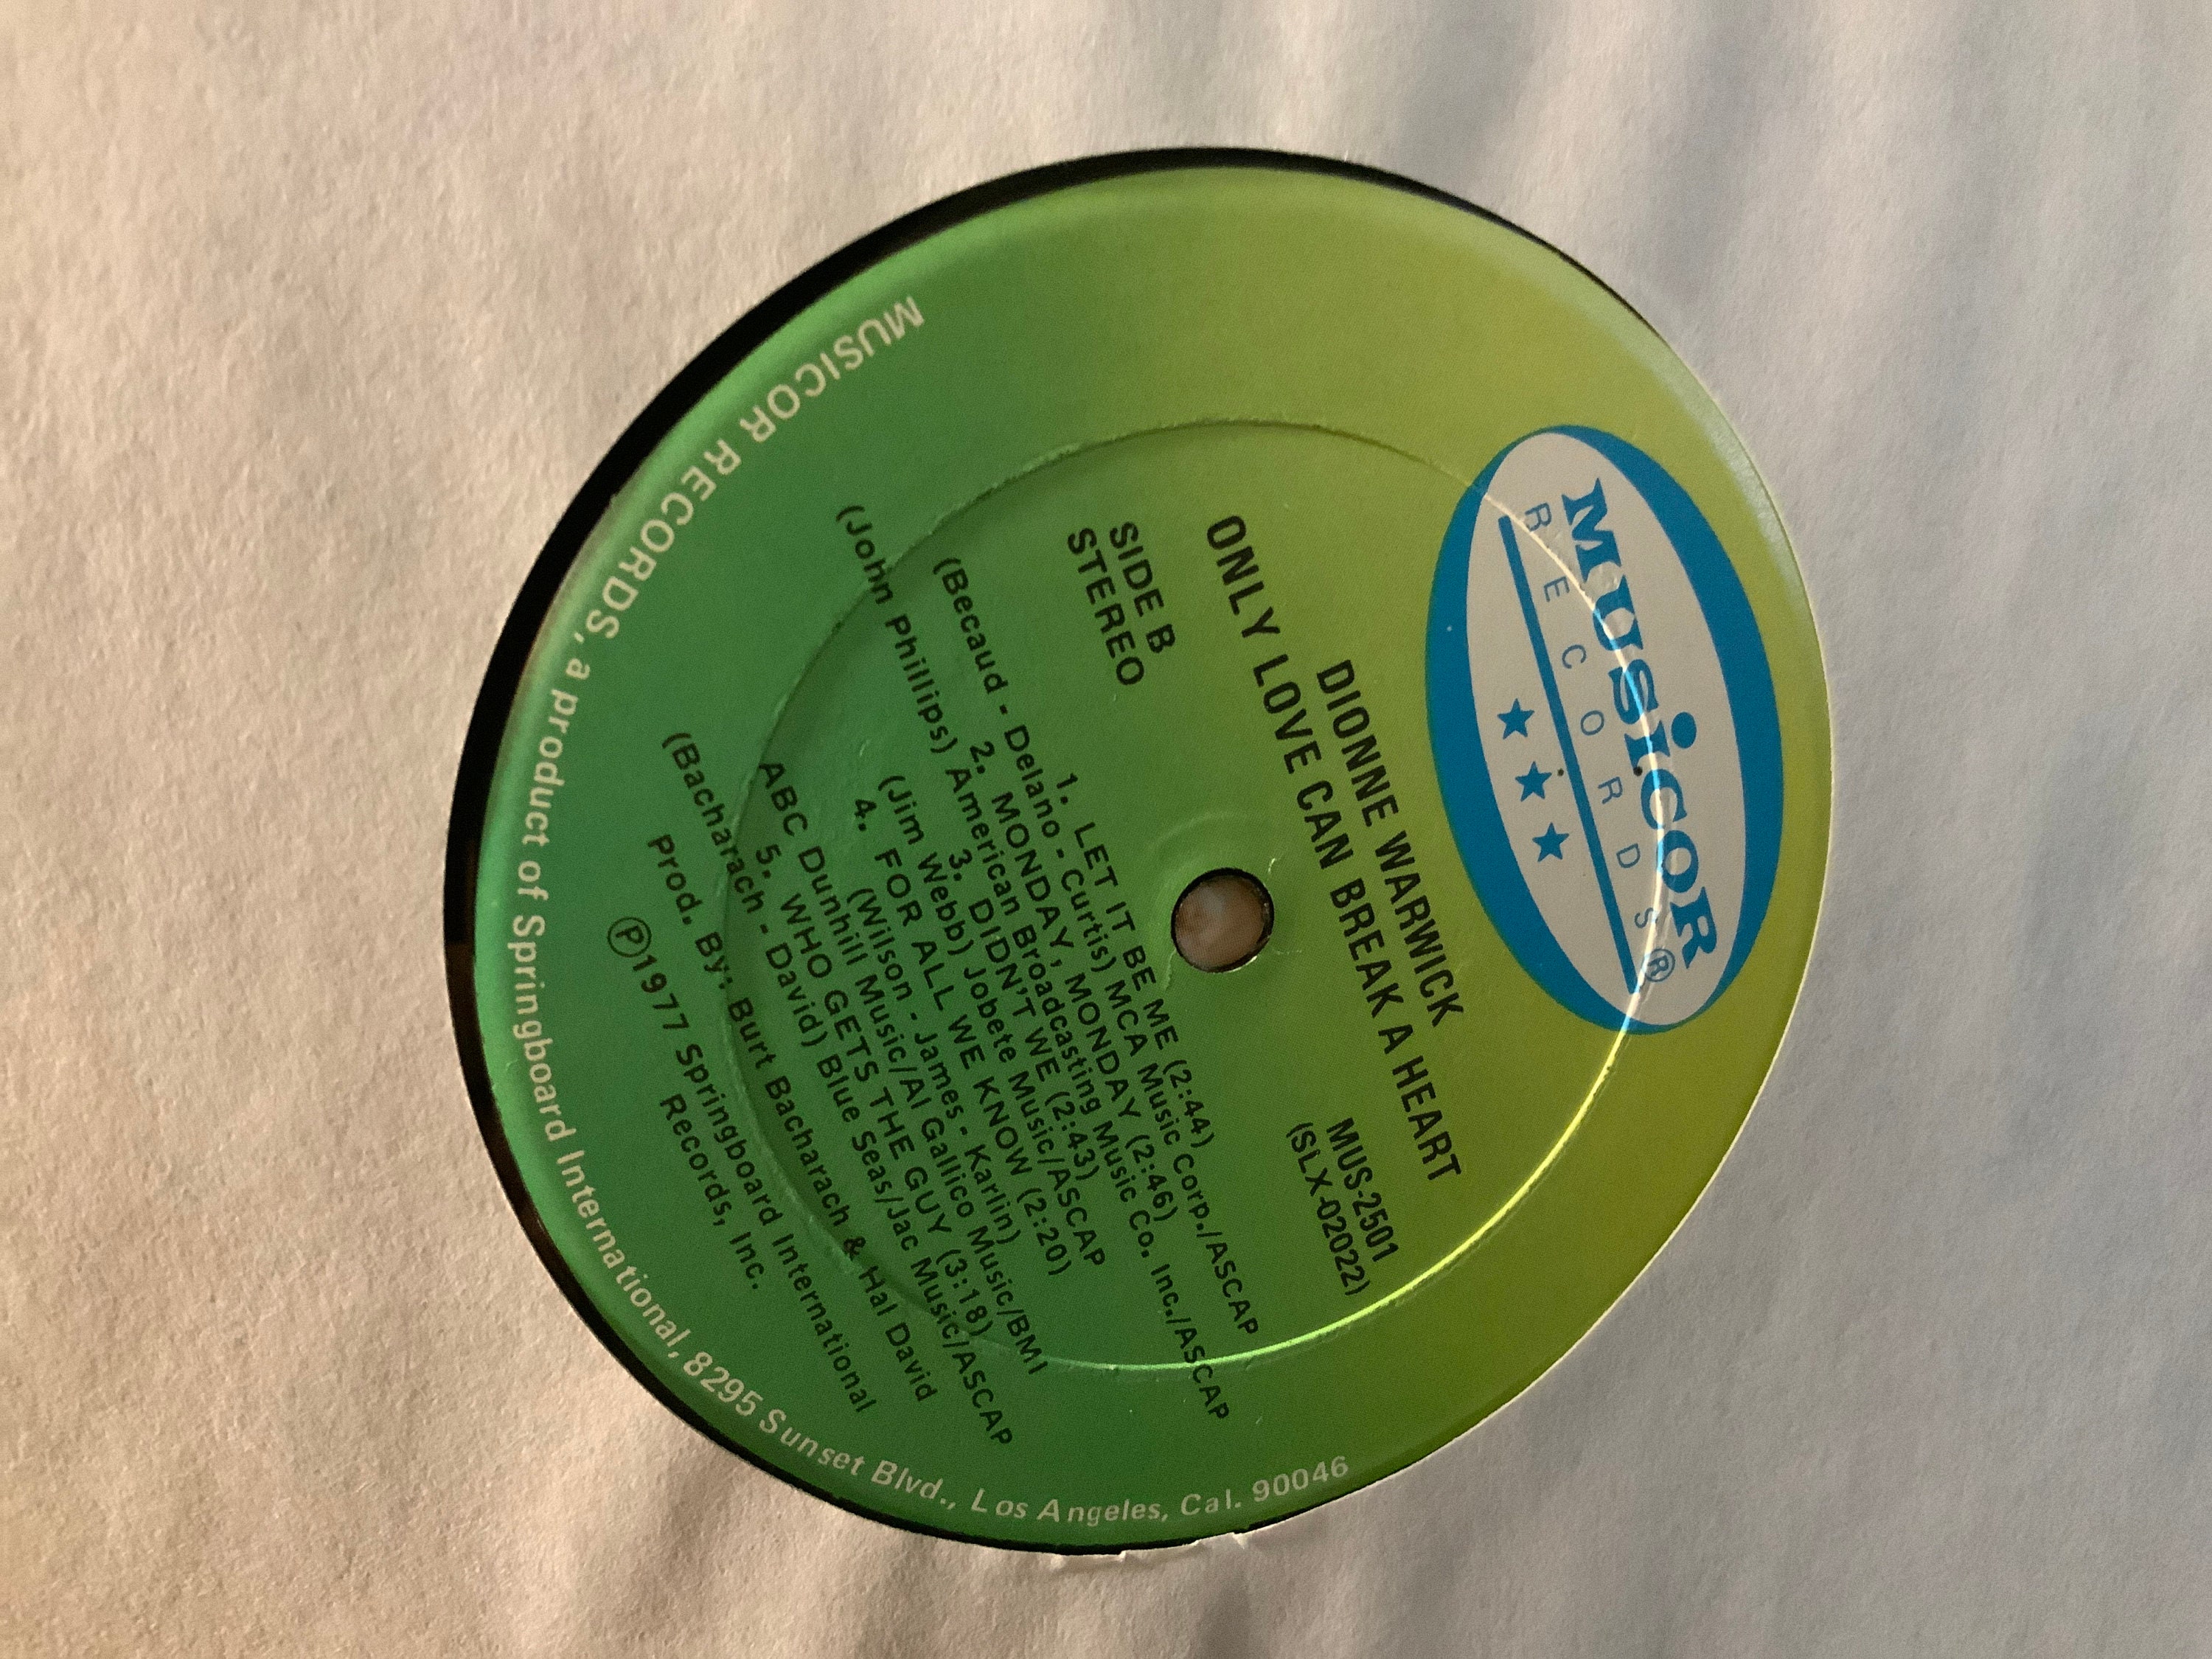 MUSiCOR
RECORDS®
DIONNE WARWICK
ONLY LOVE CAN BREAK A HEART
MUS-2501
(SLX-02022)
SIDE B
STEREO
1. LET IT BE ME (2:44)
(Becaud - Delano - Curtis) MCA Music Corp./ASCAP
2. MONDAY, MONDAY (2:46)
(John Phillips) American Broadcasting Music Co. Inc./ASCAP
3. DIDN'T WE (2:43)
(Jim Webb) Jobete Music/ASCAP
4. FOR ALL WE KNOW (2:20)
(Wilson - James - Karlin)
ABC Dunhill Music/Al Gallico Music/BMI
5. WHO GETS THE GUY (3:18)
(Bacharach - David) Blue Seas/Jac Music/ASCAP
Prod. By: Burt Bacharach & Hal David
℗1977 Springboard International
Records, Inc.
MUSICOR RECORDS, a product of Springboard International, 8295 Sunset Blvd., Los Angeles, Cal. 90046